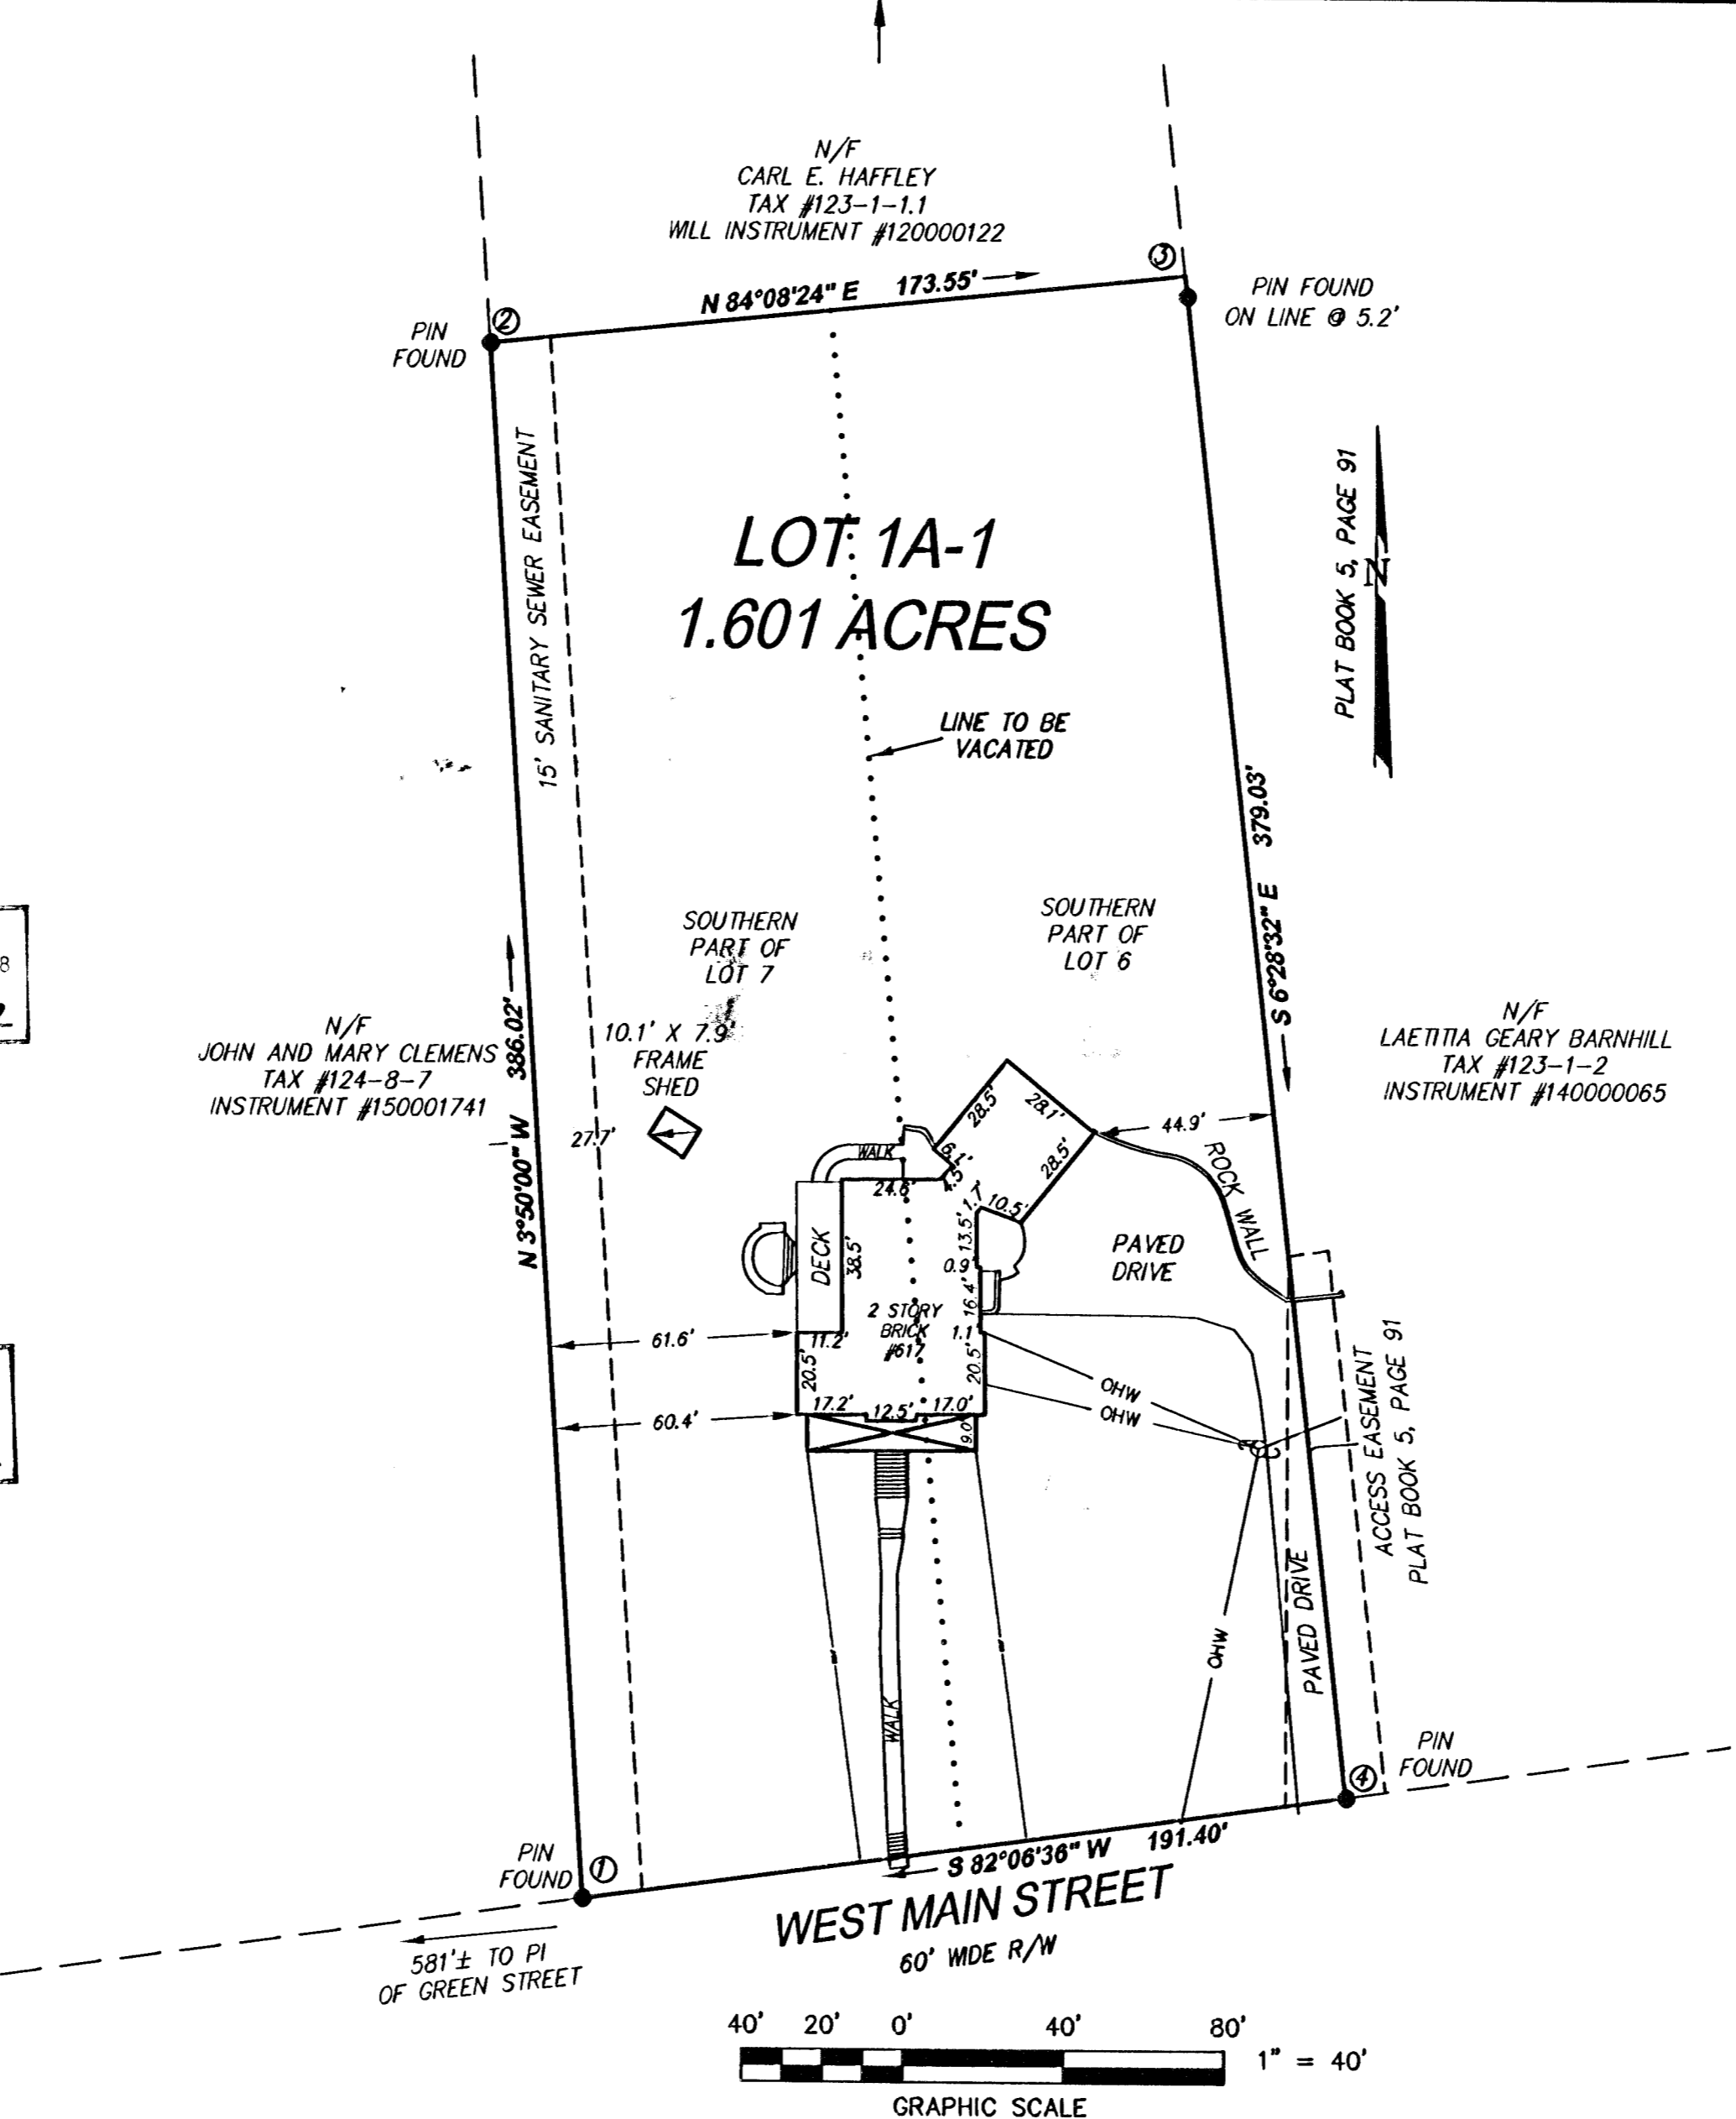 N/F
CARL E. HAFFLEY
TAX #123-1-1.1
WILL INSTRUMENT #120000122
③
N 84°08'24" E 173.55'
PIN FOUND
ON LINE @ 5.2'
②
PIN
FOUND
15' SANITARY SEWER EASEMENT
LOT 1A-1
1.601 ACRES
PLAT BOOK 5, PAGE 91
N
LINE TO BE
VACATED
S 6°28'32" E 379.03'
SOUTHERN
PART OF
LOT 7
SOUTHERN
PART OF
LOT 6
8
N/F
JOHN AND MARY CLEMENS
TAX #124-8-7
INSTRUMENT #150001741
N 3°50'00" W 386.02'
10.1' X 7.9'
FRAME
SHED
27.7'
N/F
LAETITIA GEARY BARNHILL
TAX #123-1-2
INSTRUMENT #140000065
28.5'
28.1'
44.9'
28.5'
6.1'
WALK
24.6'
10.5'
ROCK WALL
13.5'
DECK
38.5'
0.9'
16.4'
PAVED
DRIVE
2 STORY
BRICK
#617
1.1'
61.6'
11.2'
20.5'
20.5'
17.2'
12.5'
17.0'
60.4'
9.0'
OHW
OHW
ACCESS EASEMENT
PLAT BOOK 5, PAGE 91
OHW
PAVED DRIVE
WALK
PIN
FOUND
④
PIN
FOUND
①
S 82°06'36" W 191.40'
WEST MAIN STREET
60' WIDE R/W
581'± TO PI
OF GREEN STREET
40' 20' 0' 40' 80'
1" = 40'
GRAPHIC SCALE